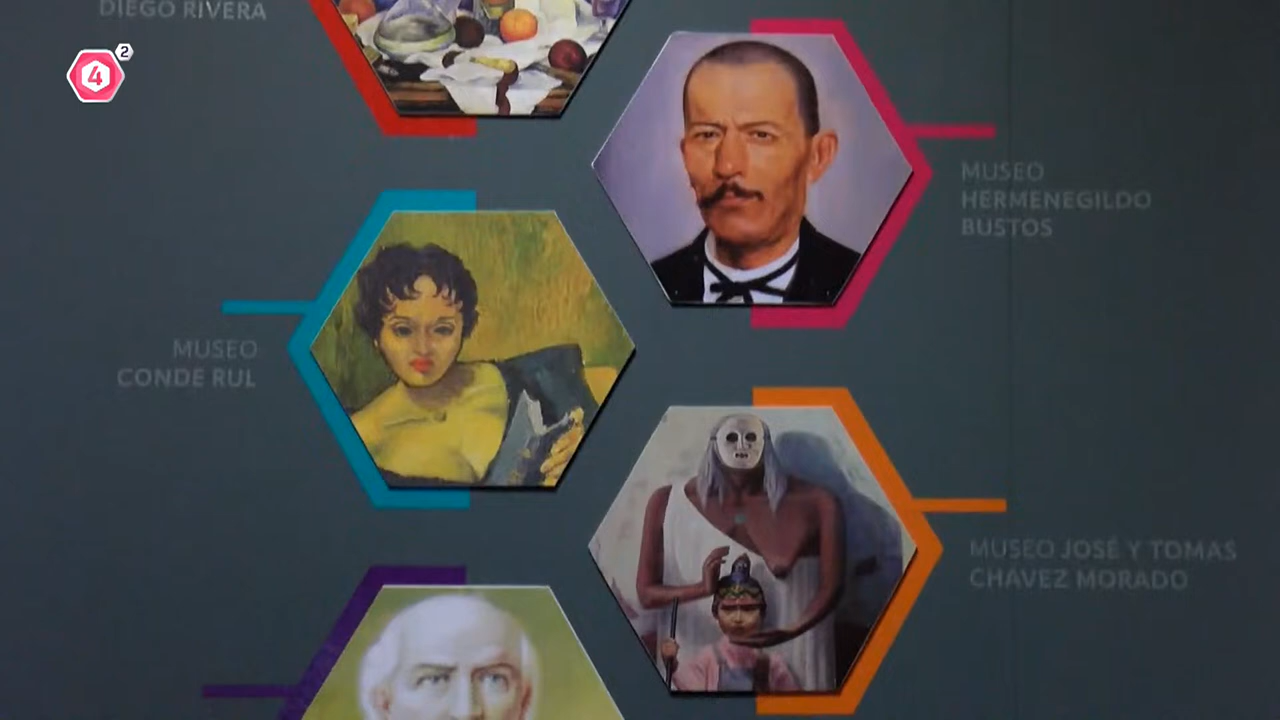 DIEGO RIVERA
4 2
MUSEO
HERMENEGILDO
BUSTOS
MUSEO
CONDE RUL
MUSEO JOSÉ Y TOMAS
CHÁVEZ MORADO